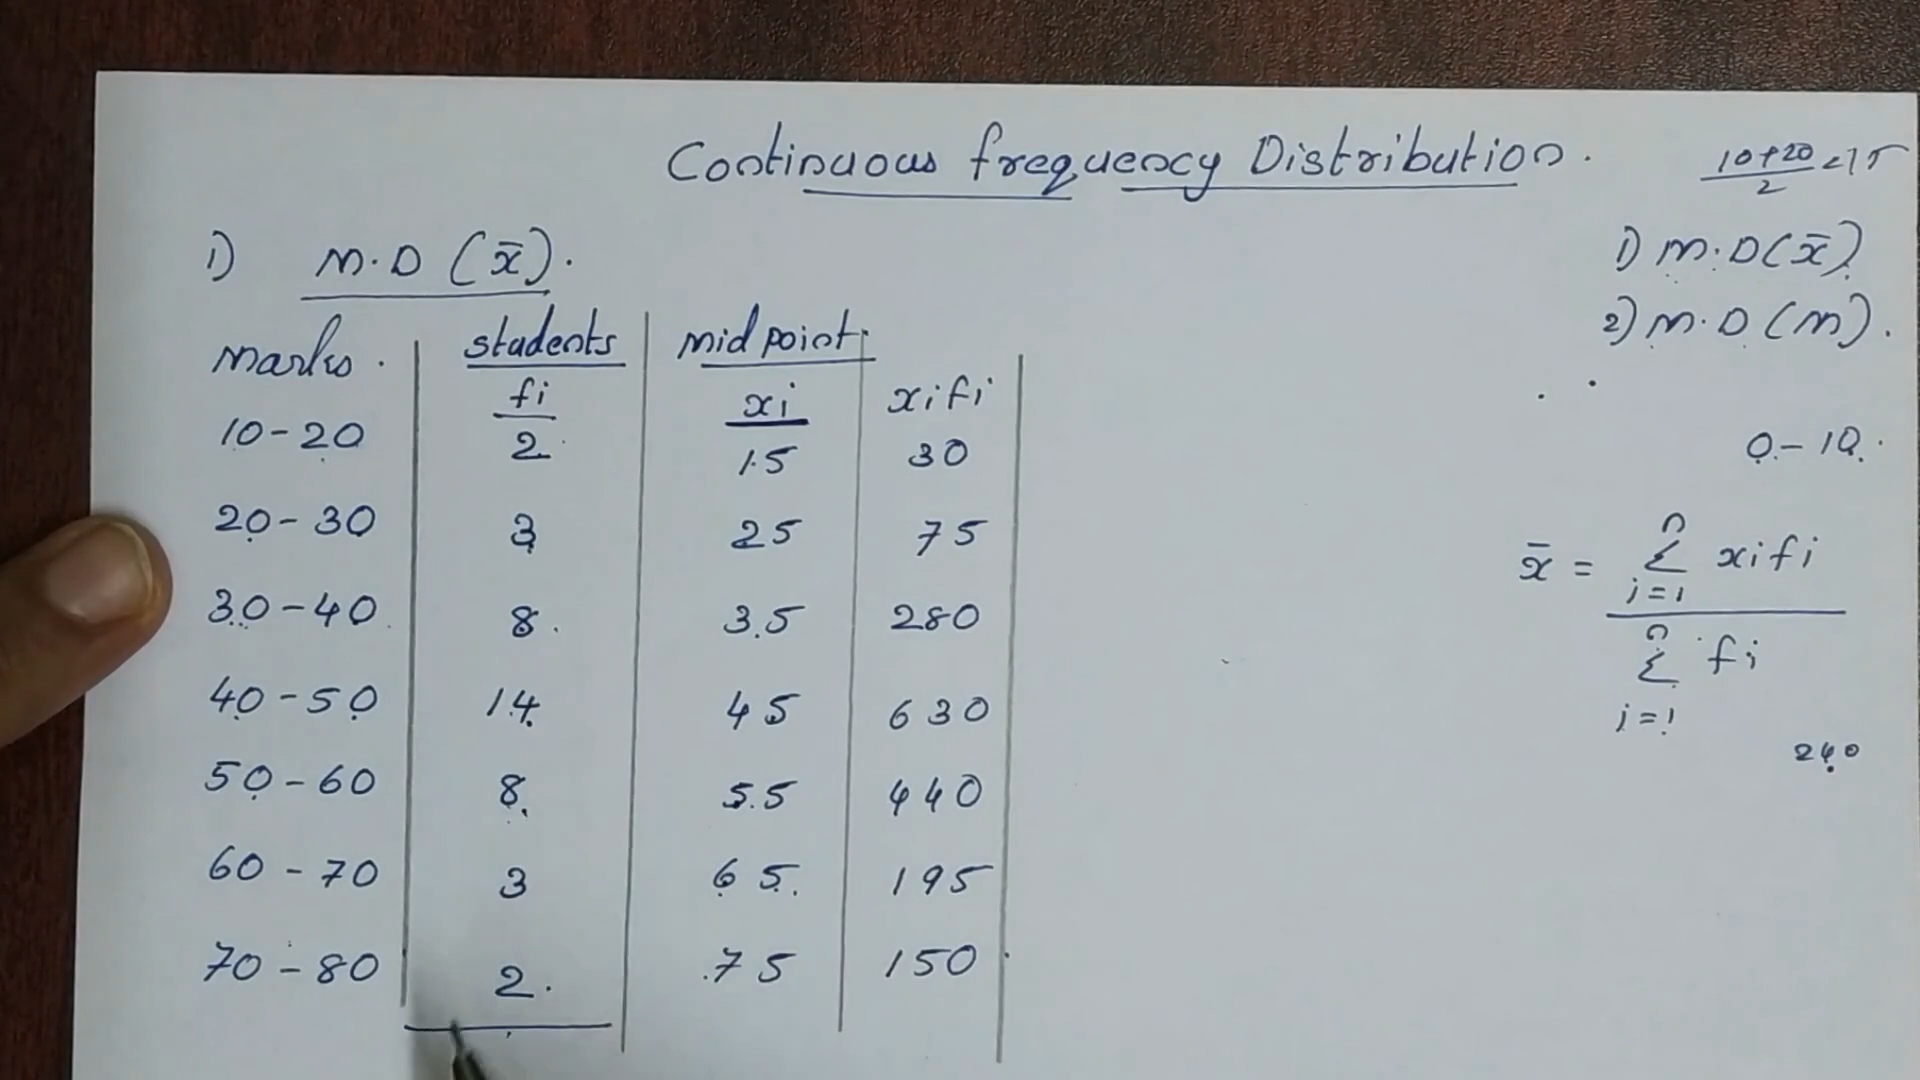 Continuous frequency Distribution.
10+20 / 2 = 15
1) M.D (x̄).
1) M.D (x̄)
2) M.D (M).
Marks. students mid point.
fi xi xifi
10-20 2 15 30
0-10.
20-30 3 25 75
x̄ = n Σ i=1 xifi / n Σ i=1 fi
30-40 8 35 280
40-50 14 45 630
240
50-60 8 55 440
60-70 3 65 195
70-80 2 75 150